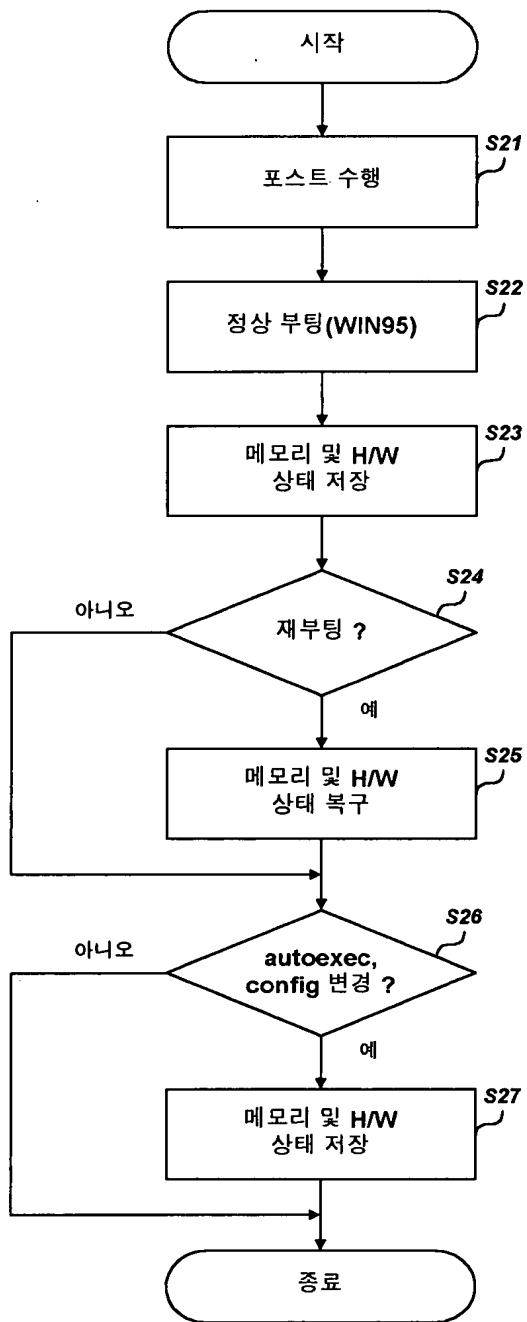 시작
S21
포스트 수행
S22
정상 부팅(WIN95)
S23
메모리 및 H/W
상태 저장
S24
아니오
재부팅 ?
예
S25
메모리 및 H/W
상태 복구
S26
아니오
autoexec,
config 변경 ?
예
S27
메모리 및 H/W
상태 저장
종료